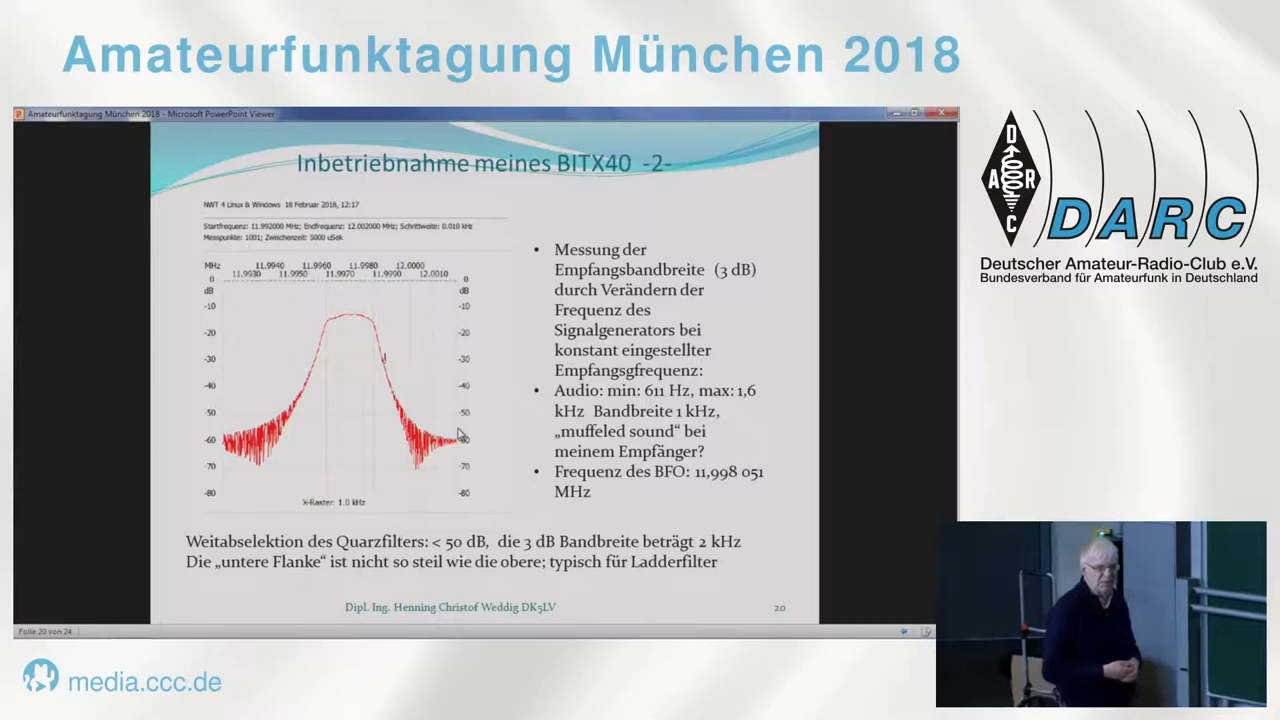 Amateurfunktagung München 2018
Amateurfunktagung München 2018 - Microsoft PowerPoint Viewer
Inbetriebnahme meines BITX40 -2-
NWT 4 Linux & Windows 18 Februar 2018, 12:17
Startfrequenz: 11.992000 MHz; Endfrequenz: 12.002000 MHz; Schrittweite: 0.010 kHz
Messpunkte: 1001; Zwischenzeit: 5000 uSek
MHz 11.9940 11.9960 11.9980 12.0000
11.9930 11.9950 11.9970 11.9990 12.0010
0 0
dB dB
-10 -10
-20 -20
-30 -30
-40 -40
-50 -50
-60 -60
-70 -70
-80 -80
X-Raster: 1.0 kHz
• Messung der
Empfangsbandbreite (3 dB)
durch Verändern der
Frequenz des
Signalgenerators bei
konstant eingestellter
Empfangsgfrequenz:
• Audio: min: 611 Hz, max: 1,6
kHz Bandbreite 1 kHz,
„muffeled sound“ bei
meinem Empfänger?
• Frequenz des BFO: 11,998 051
MHz
Weitabselektion des Quarzfilters: < 50 dB, die 3 dB Bandbreite beträgt 2 kHz
Die „untere Flanke“ ist nicht so steil wie die obere; typisch für Ladderfilter
Dipl. Ing. Henning Christof Weddig DK5LV 20
Folie 20 von 24
D
A R
C
DARC
Deutscher Amateur-Radio-Club e.V.
Bundesverband für Amateurfunk in Deutschland
media.ccc.de